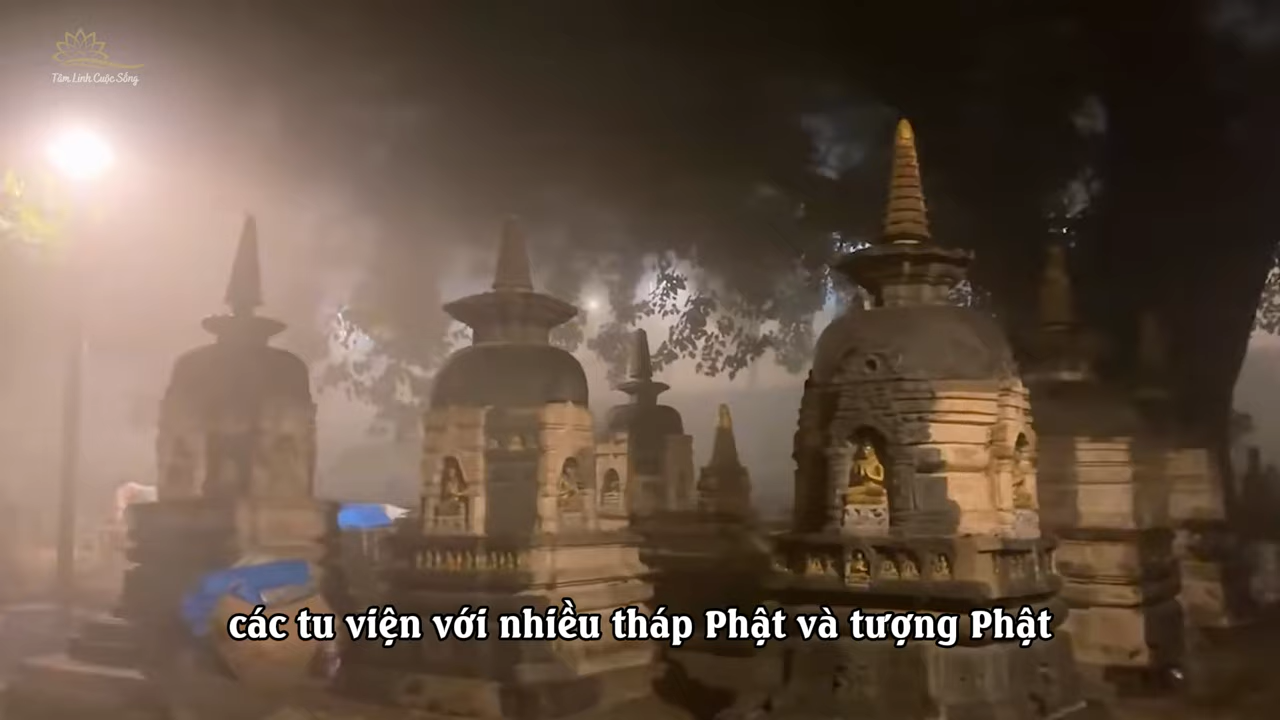 Tâm Linh Cuộc Sống
các tu viện với nhiều tháp Phật và tượng Phật